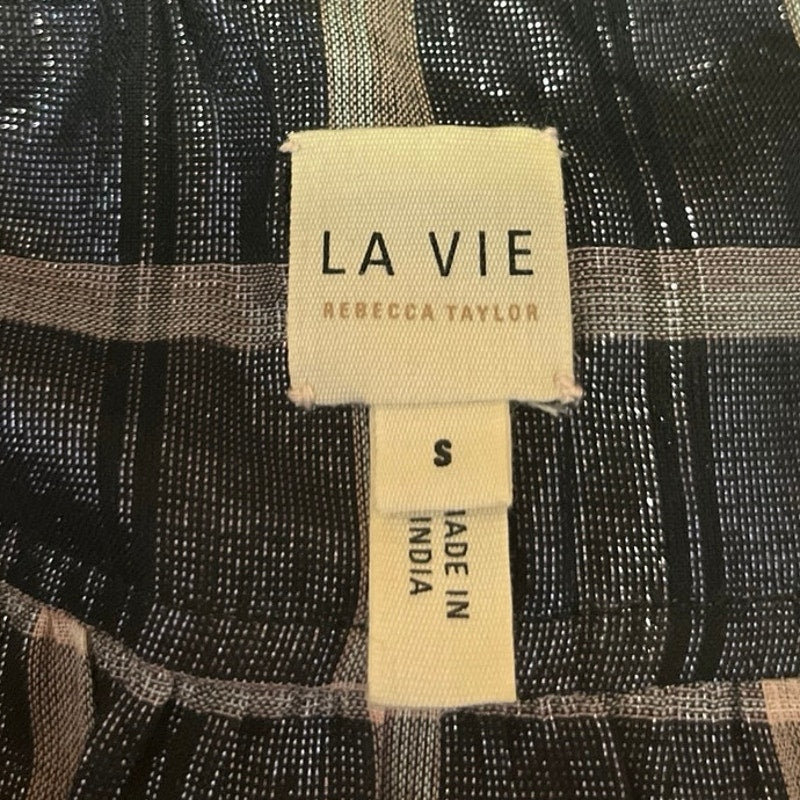 LA VIE
REBECCA TAYLOR
S
MADE IN
INDIA